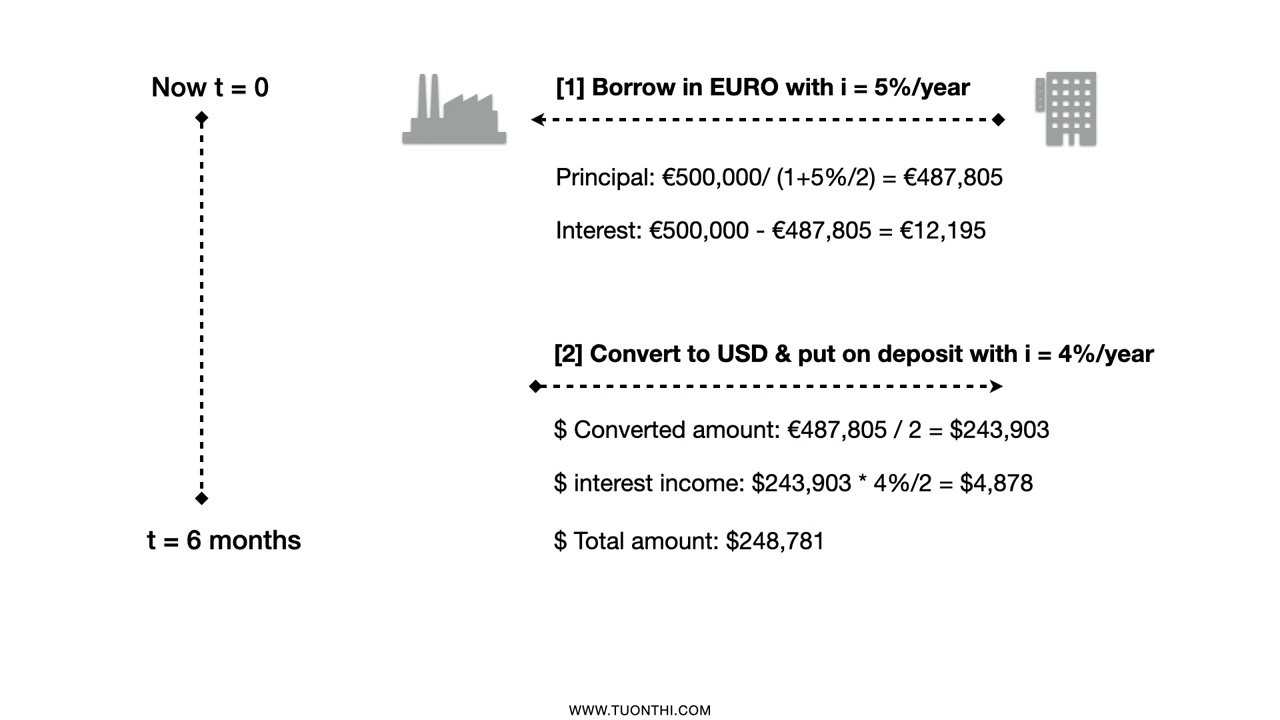 Now t = 0
[1] Borrow in EURO with i = 5%/year
Principal: €500,000/ (1+5%/2) = €487,805
Interest: €500,000 - €487,805 = €12,195
[2] Convert to USD & put on deposit with i = 4%/year
$ Converted amount: €487,805 / 2 = $243,903
$ interest income: $243,903 * 4%/2 = $4,878
t = 6 months
$ Total amount: $248,781
WWW.TUONTHI.COM